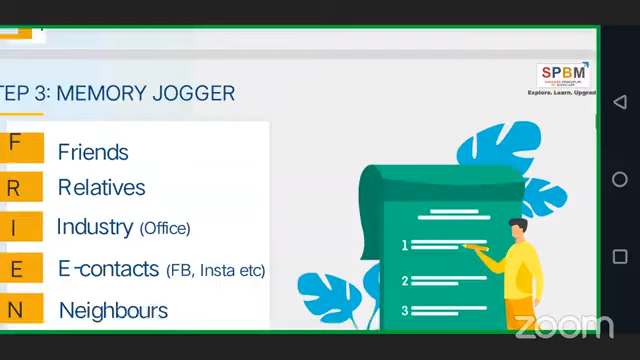 TEP 3: MEMORY JOGGER
SPBM
Explore. Learn. Upgrad
F Friends
R Relatives
I Industry (Office)
E E-contacts (FB, Insta etc)
N Neighbours
1
2
3
zoom